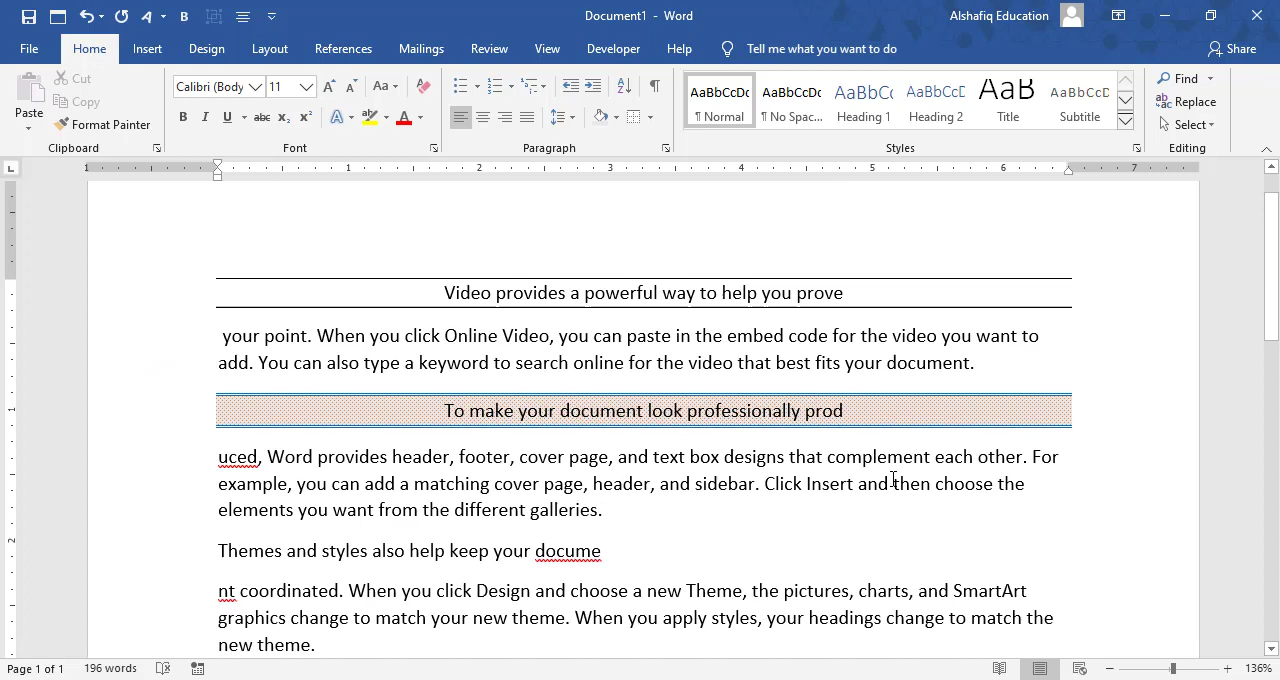 Document1 - Word
Alshafiq Education
File Home Insert Design Layout References Mailings Review View Developer Help Tell me what you want to do Share
Paste
Cut
Copy
Format Painter
Clipboard
Calibri (Body 11
Font
Paragraph
AaBbCcDc AaBbCcDc AaBbCc AaBbCcD AaB AaBbCcD
¶ Normal ¶ No Spac... Heading 1 Heading 2 Title Subtitle
Styles
Find
Replace
Select
Editing
1 1 2 3 4 5 6 7
Video provides a powerful way to help you prove
your point. When you click Online Video, you can paste in the embed code for the video you want to
add. You can also type a keyword to search online for the video that best fits your document.
To make your document look professionally prod
uced, Word provides header, footer, cover page, and text box designs that complement each other. For
example, you can add a matching cover page, header, and sidebar. Click Insert and then choose the
elements you want from the different galleries.
Themes and styles also help keep your docume
nt coordinated. When you click Design and choose a new Theme, the pictures, charts, and SmartArt
graphics change to match your new theme. When you apply styles, your headings change to match the
new theme.
Page 1 of 1 196 words 136%